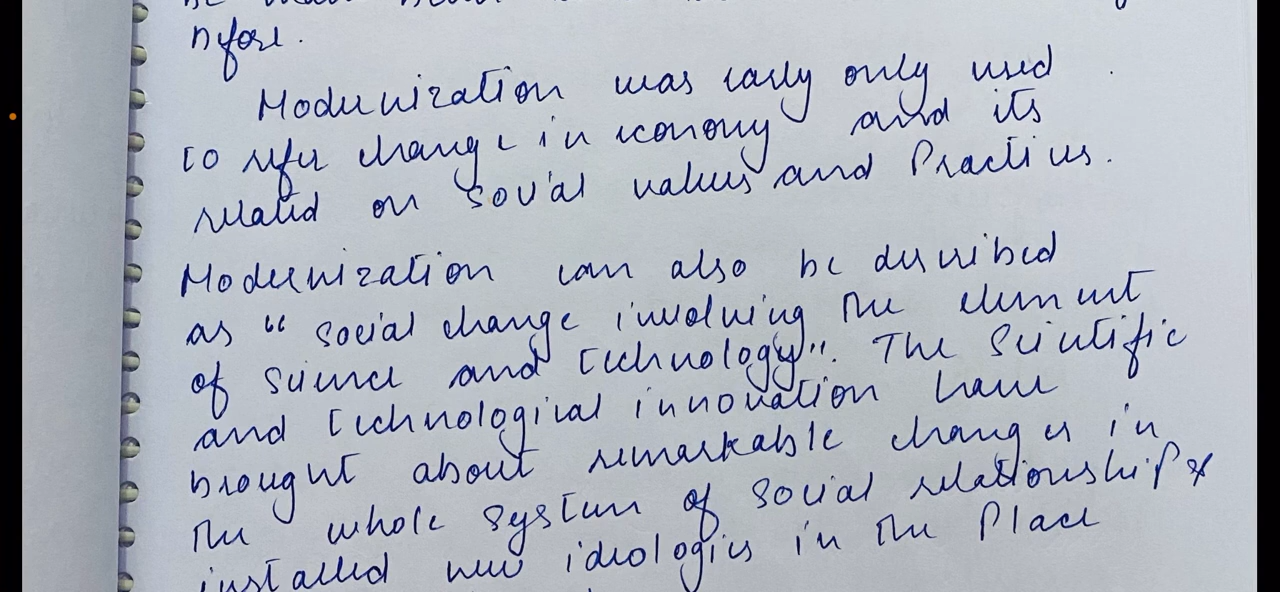 before.
Modernization was early only used
to refer change in economy and its
related on social values and Practices.
Modernization can also be described
as "social change involving the element
of science and technology". The Scientific
and technological innovation have
brought about remarkable changes in
the whole system of social relationship &
installed new ideologies in the Place